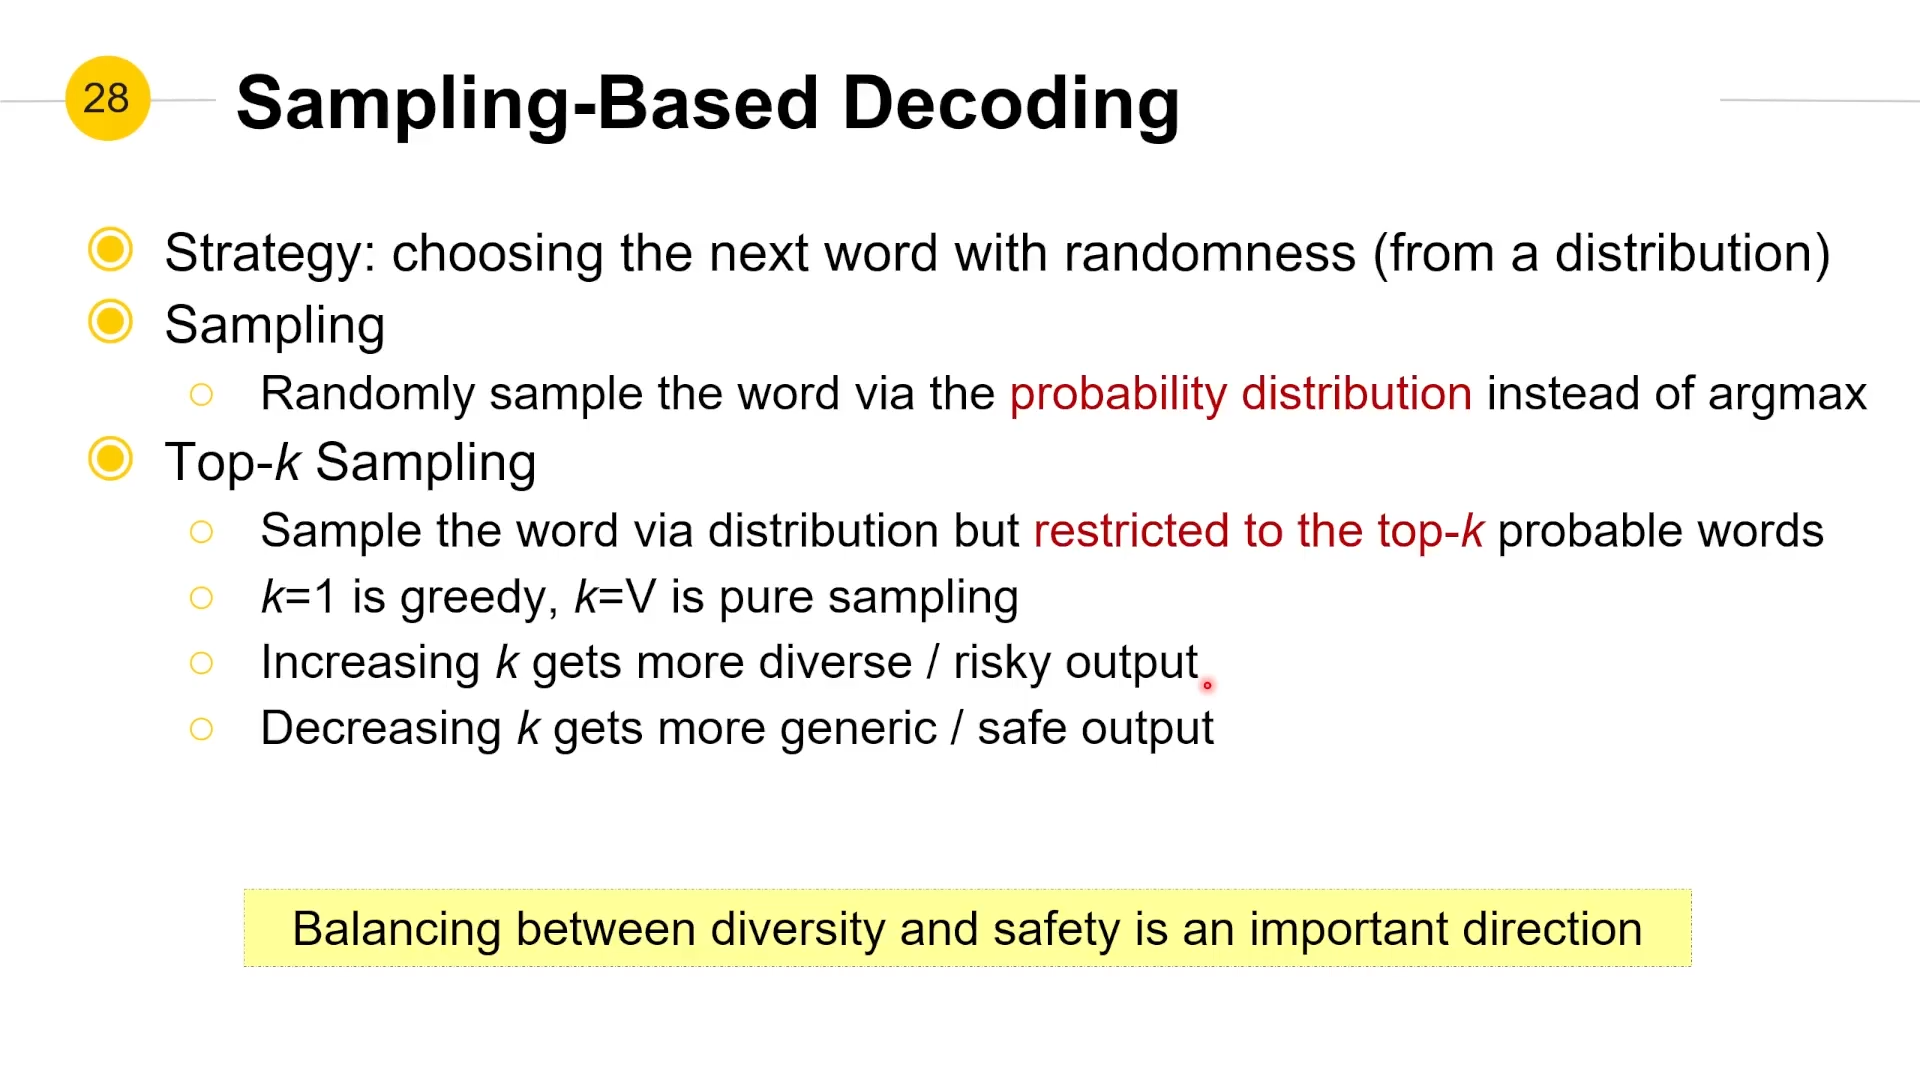 28
Sampling-Based Decoding
Strategy: choosing the next word with randomness (from a distribution)
Sampling
Randomly sample the word via the probability distribution instead of argmax
Top-k Sampling
Sample the word via distribution but restricted to the top-k probable words
k=1 is greedy, k=V is pure sampling
Increasing k gets more diverse / risky output
Decreasing k gets more generic / safe output
Balancing between diversity and safety is an important direction